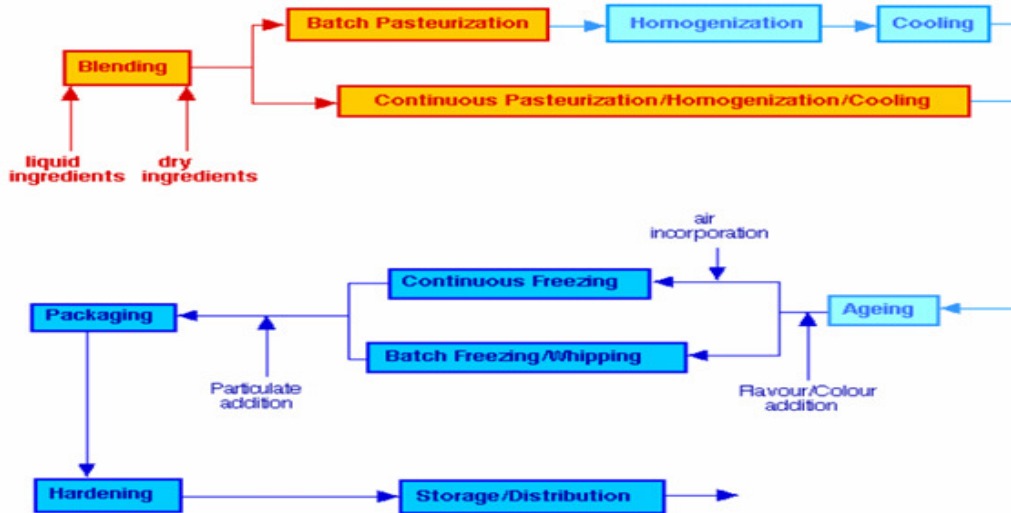 Batch Pasteurization
Homogenization
Cooling
Blending
Continuous Pasteurization/Homogenization/Cooling
liquid
ingredients
dry
ingredients
air
incorporation
Continuous Freezing
Packaging
Ageing
Batch Freezing/Whipping
Particulate
addition
Flavour/Colour
addition
Hardening
Storage/Distribution